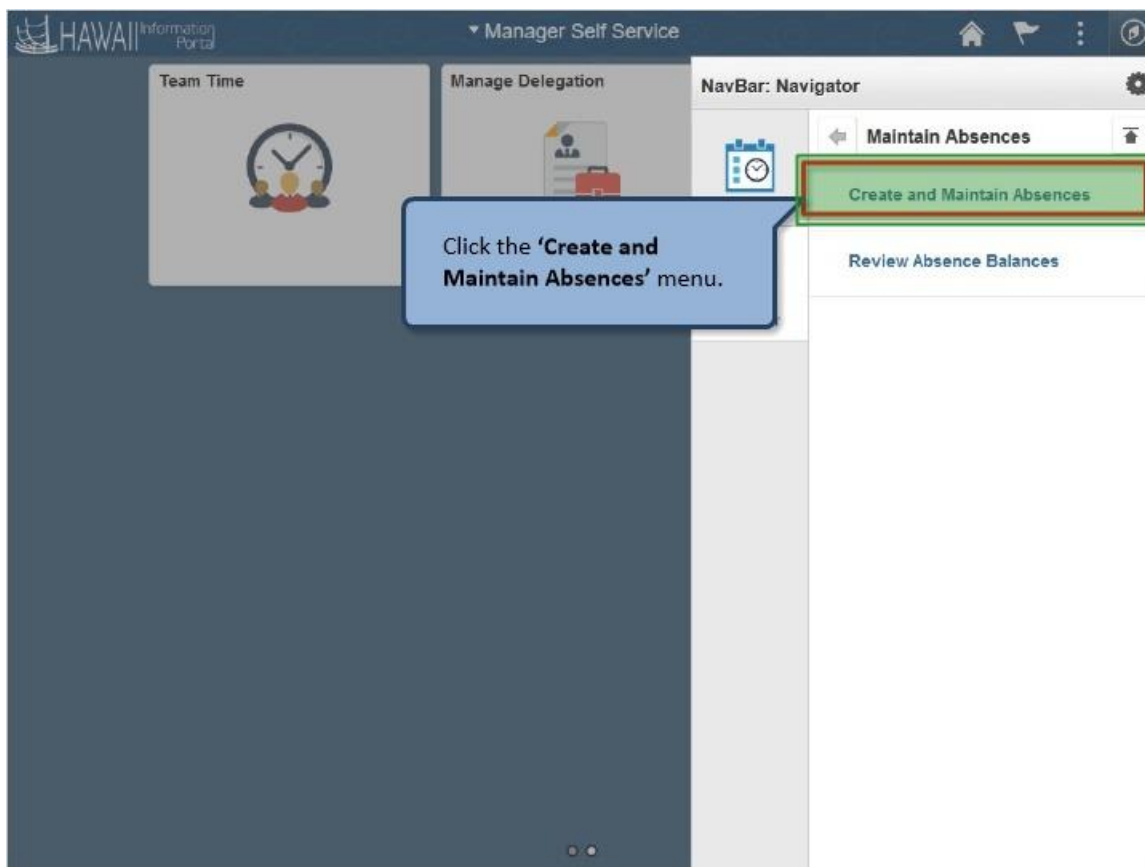 HAWAII Information Portal
Manager Self Service
Team Time
Manage Delegation
NavBar: Navigator
Maintain Absences
Create and Maintain Absences
Review Absence Balances
Click the ‘Create and
Maintain Absences’ menu.